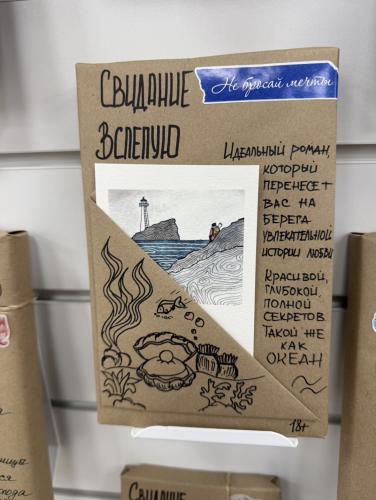 Свидание
Не бросай мечты
вслепую
Идеальный роман,
который
перенесет
вас на
берега
увлекательной
истории любви
Красивой,
глубокой,
полной
секретов
такой же
как
океан
18+
Свидание